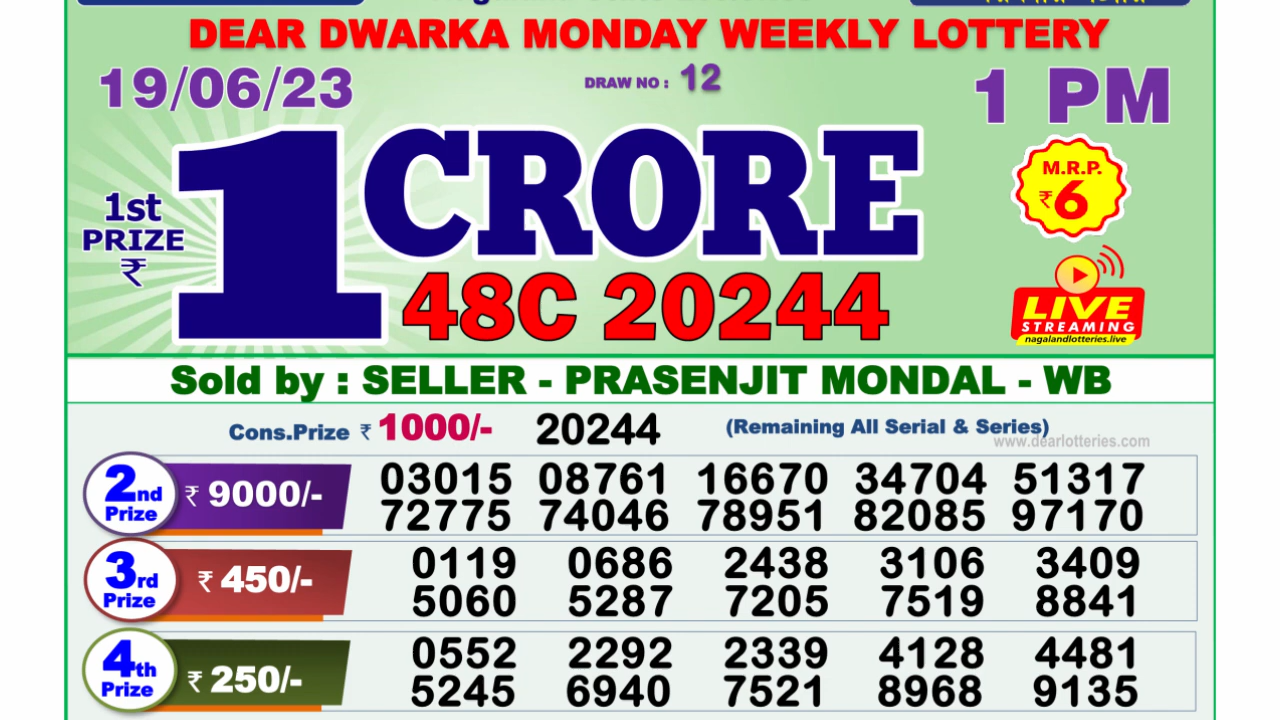 DEAR DWARKA MONDAY WEEKLY LOTTERY
19/06/23 DRAW NO : 12 1 PM
1st PRIZE ₹ 1 CRORE
M.R.P. ₹6
48C 20244
LIVE
STREAMING
nagalandlotteries.live
Sold by : SELLER - PRASENJIT MONDAL - WB
Cons.Prize ₹ 1000/- 20244 (Remaining All Serial & Series)
www.dearlotteries.com
2nd Prize ₹ 9000/- 03015 08761 16670 34704 51317
72775 74046 78951 82085 97170
3rd Prize ₹ 450/- 0119 0686 2438 3106 3409
5060 5287 7205 7519 8841
4th Prize ₹ 250/- 0552 2292 2339 4128 4481
5245 6940 7521 8968 9135